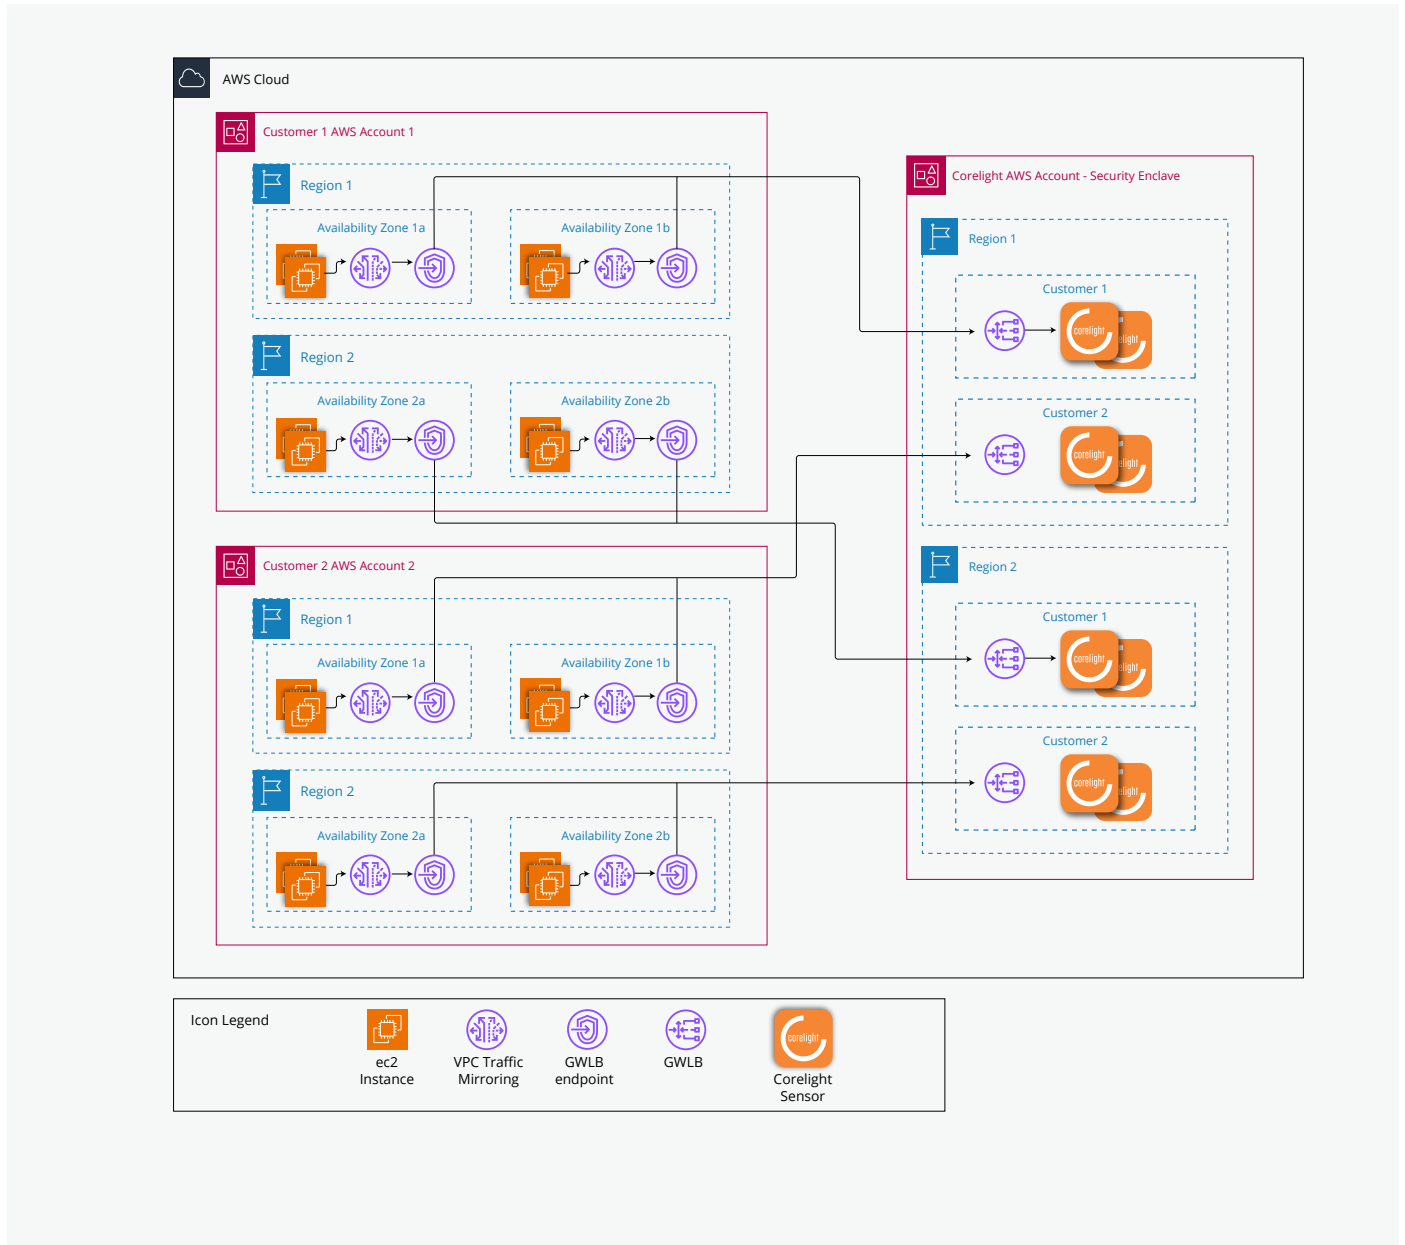 AWS Cloud
Customer 1 AWS Account 1
Region 1
Availability Zone 1a
Availability Zone 1b
Region 2
Availability Zone 2a
Availability Zone 2b
Customer 2 AWS Account 2
Region 1
Availability Zone 1a
Availability Zone 1b
Region 2
Availability Zone 2a
Availability Zone 2b
Corelight AWS Account - Security Enclave
Region 1
Customer 1
corelight
elight
Customer 2
corelight
elight
Region 2
Customer 1
corelight
elight
Customer 2
corelight
elight
Icon Legend
ec2
Instance
VPC Traffic
Mirroring
GWLB
endpoint
GWLB
corelight
Corelight
Sensor